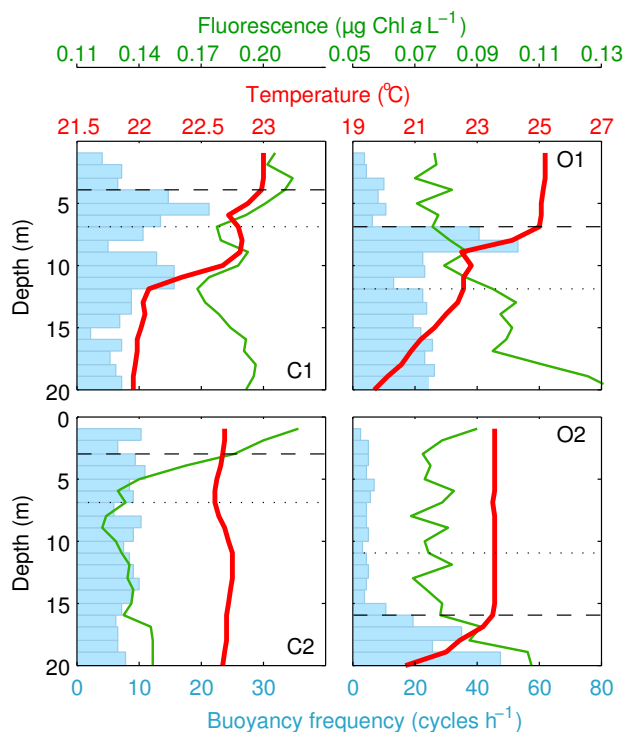 Fluorescence (µg Chl a L⁻¹)
0.11 0.14 0.17 0.20 0.05 0.07 0.09 0.11 0.13
Temperature (°C)
21.5 22 22.5 23 19 21 23 25 27
Depth (m)
5
10
15
20
C1
O1
Depth (m)
0
5
10
15
20
C2
O2
0 10 20 30 0 20 40 60 80
Buoyancy frequency (cycles h⁻¹)